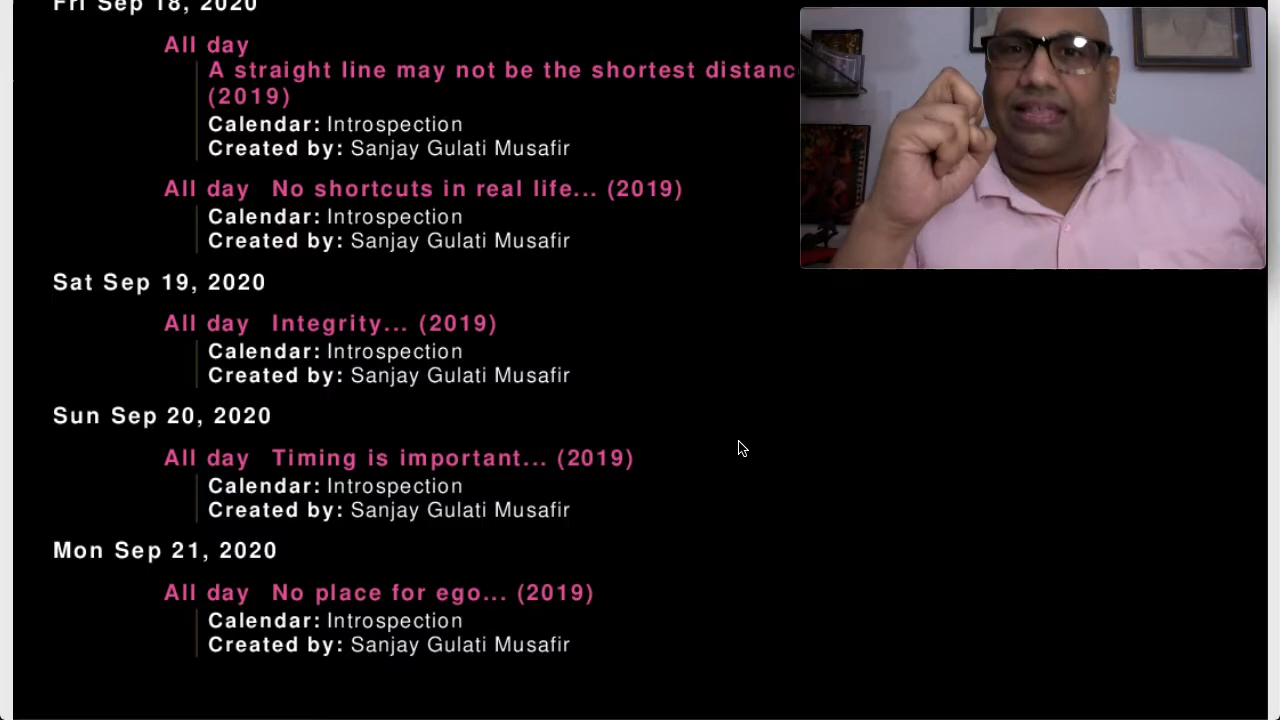 Fri Sep 18, 2020
All day
A straight line may not be the shortest distanc
(2019)
Calendar: Introspection
Created by: Sanjay Gulati Musafir
All day No shortcuts in real life... (2019)
Calendar: Introspection
Created by: Sanjay Gulati Musafir
Sat Sep 19, 2020
All day Integrity... (2019)
Calendar: Introspection
Created by: Sanjay Gulati Musafir
Sun Sep 20, 2020
All day Timing is important... (2019)
Calendar: Introspection
Created by: Sanjay Gulati Musafir
Mon Sep 21, 2020
All day No place for ego... (2019)
Calendar: Introspection
Created by: Sanjay Gulati Musafir